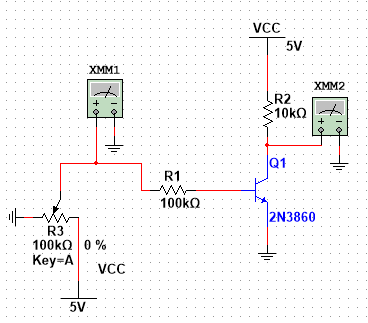 VCC
5V
XMM1
XMM2
R2
10kΩ
Q1
R1
100kΩ
2N3860
R3
100kΩ
0 %
Key=A
VCC
5V